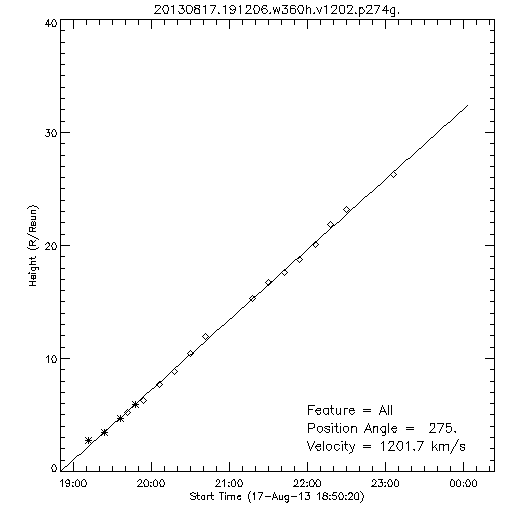 20130817.191206.w360h.v1202.p274g.
40
30
20
10
0
Height (R/Rsun)
Feature = All
Position Angle = 275.
Velocity = 1201.7 km/s
19:00 20:00 21:00 22:00 23:00 00:00
Start Time (17-Aug-13 18:50:20)